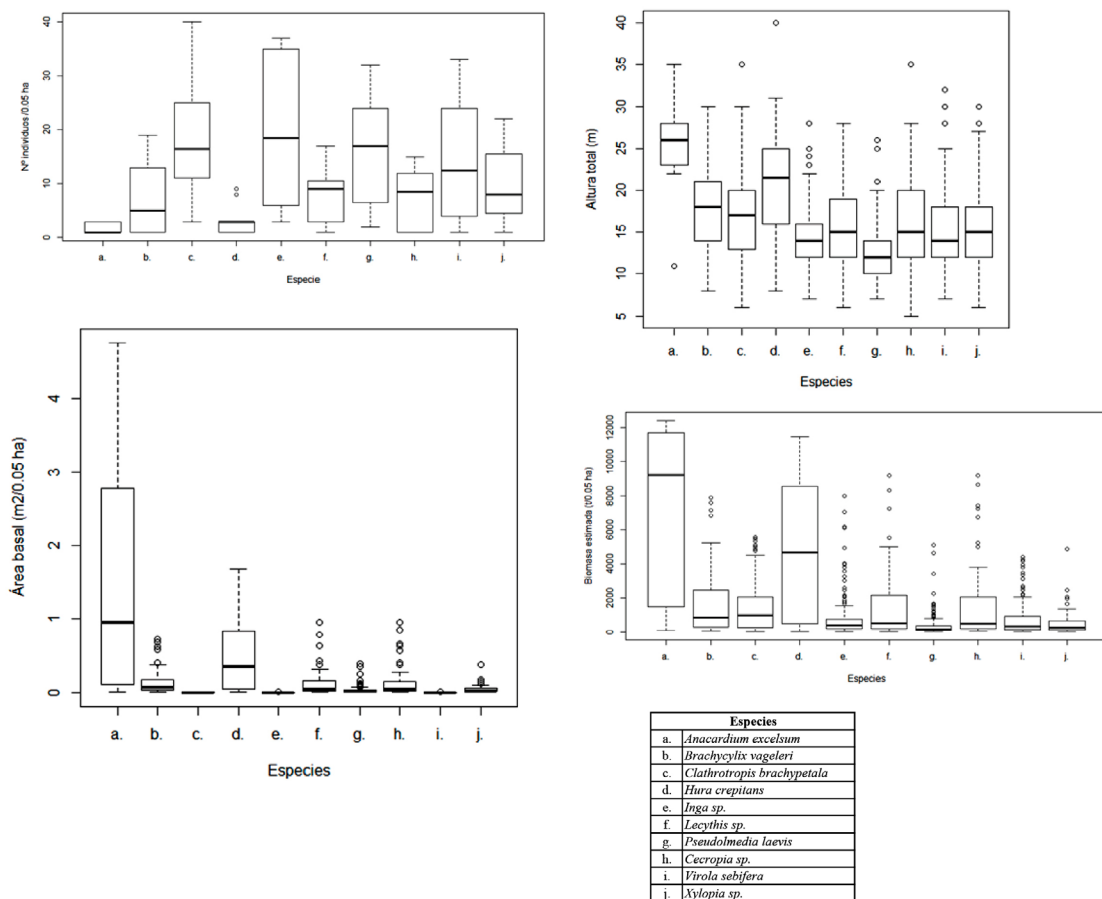 Nº individuos /0.05 ha
40
30
20
10
0
a. b. c. d. e. f. g. h. i. j.
Especie
Altura total (m)
40
35
30
25
20
15
10
5
a. b. c. d. e. f. g. h. i. j.
Especies
Área basal (m2/0.05 ha)
4
3
2
1
0
a. b. c. d. e. f. g. h. i. j.
Especies
Biomasa estimada (t/0.05 ha)
12000
10000
8000
6000
4000
2000
0
a. b. c. d. e. f. g. h. i. j.
Especies
Especies
a. Anacardium excelsum
b. Brachycylix vageleri
c. Clathrotropis brachypetala
d. Hura crepitans
e. Inga sp.
f. Lecythis sp.
g. Pseudolmedia laevis
h. Cecropia sp.
i. Virola sebifera
j. Xylopia sp.